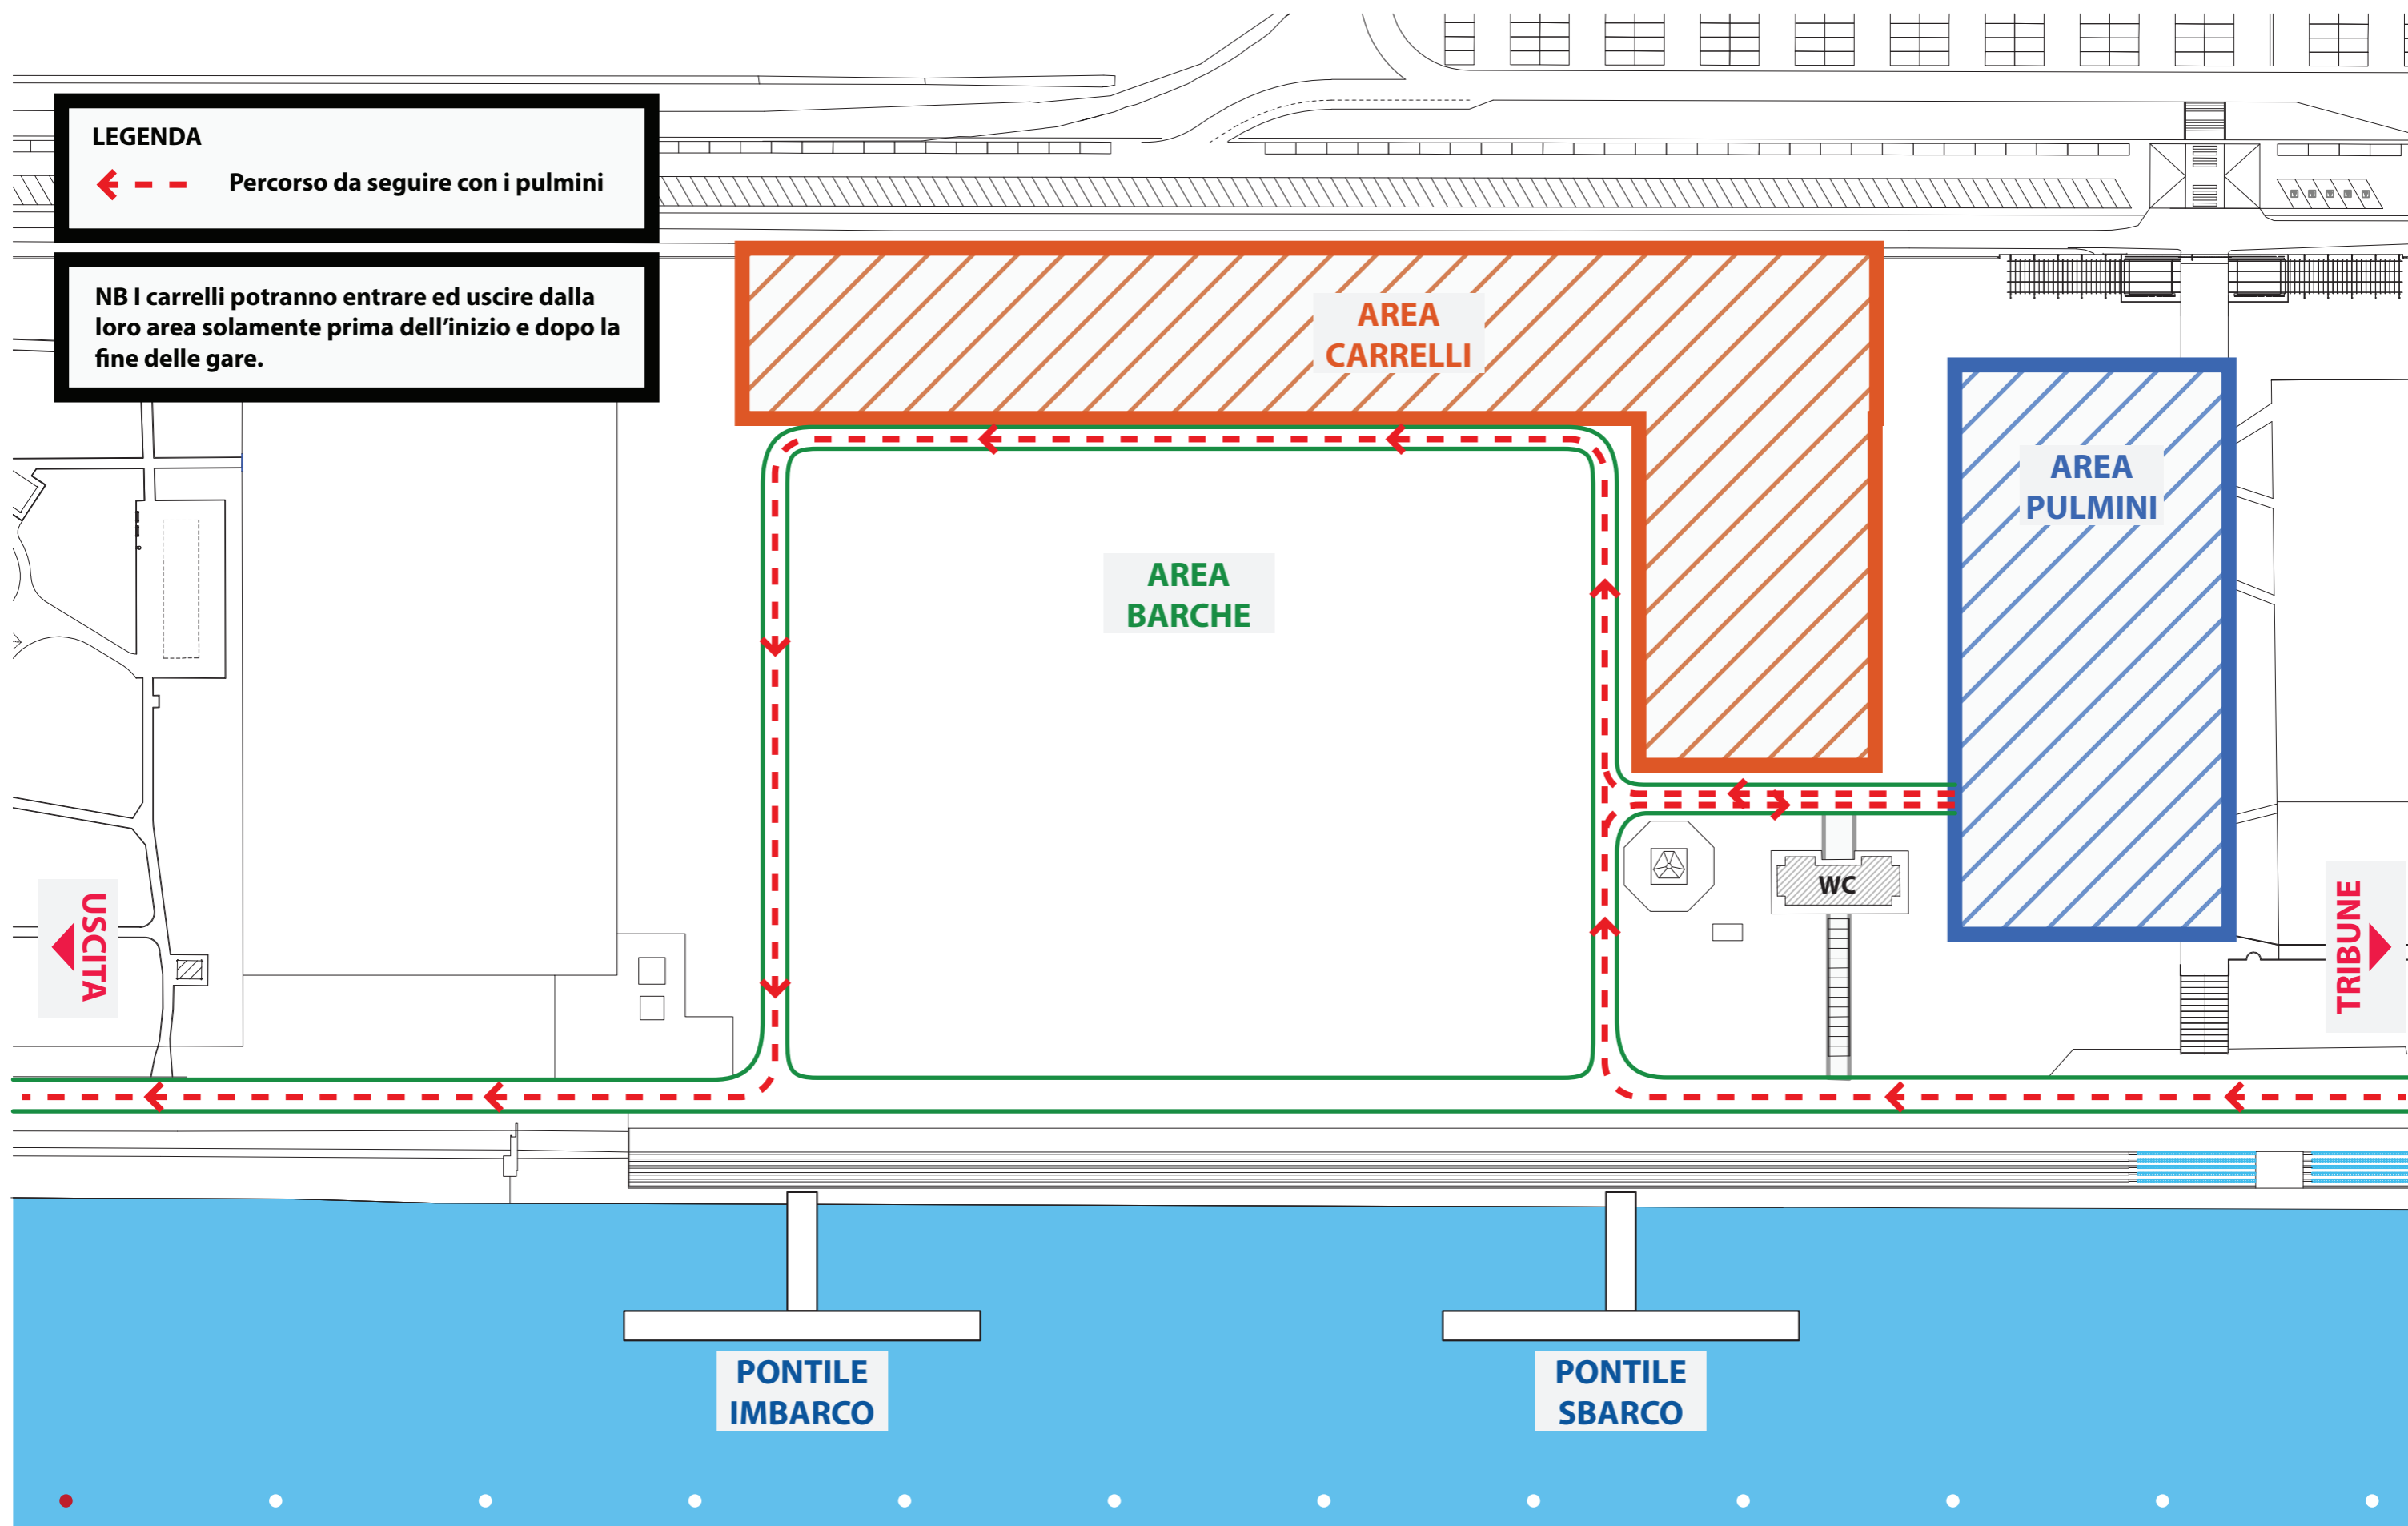 LEGENDA
Percorso da seguire con i pulmini
NB I carrelli potranno entrare ed uscire dalla
loro area solamente prima dell'inizio e dopo la
fine delle gare.
AREA
CARRELLI
AREA
PULMINI
AREA
BARCHE
WC
USCITA
TRIBUNE
PONTILE
IMBARCO
PONTILE
SBARCO